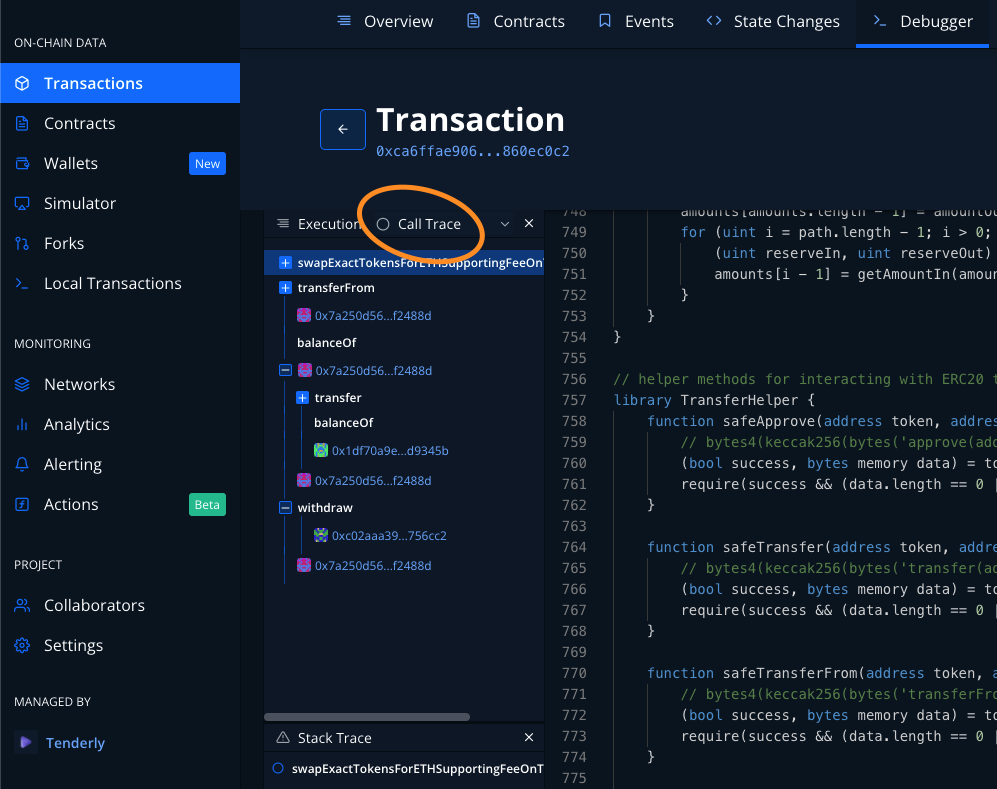 ON-CHAIN DATA
Transactions
Contracts
Wallets New
Simulator
Forks
Local Transactions
MONITORING
Networks
Analytics
Alerting
Actions Beta
PROJECT
Collaborators
Settings
MANAGED BY
Tenderly
Overview Contracts Events State Changes Debugger
Transaction
0xca6ffae906...860ec0c2
Execution Call Trace
swapExactTokensForETHSupportingFeeOnT
transferFrom
0x7a250d56...f2488d
balanceOf
0x7a250d56...f2488d
transfer
balanceOf
0x1df70a9e...d9345b
0x7a250d56...f2488d
withdraw
0xc02aaa39...756cc2
0x7a250d56...f2488d
Stack Trace
swapExactTokensForETHSupportingFeeOnT
748 amounts[amounts.length - 1] = amountOu
749 for (uint i = path.length - 1; i > 0;
750 (uint reserveIn, uint reserveOut)
751 amounts[i - 1] = getAmountIn(amoun
752 }
753 }
754 }
755
756 // helper methods for interacting with ERC20 t
757 library TransferHelper {
758 function safeApprove(address token, addres
759 // bytes4(keccak256(bytes('approve(add
760 (bool success, bytes memory data) = to
761 require(success && (data.length == 0 |
762 }
763
764 function safeTransfer(address token, addre
765 // bytes4(keccak256(bytes('transfer(ad
766 (bool success, bytes memory data) = to
767 require(success && (data.length == 0 |
768 }
769
770 function safeTransferFrom(address token, a
771 // bytes4(keccak256(bytes('transferFro
772 (bool success, bytes memory data) = to
773 require(success && (data.length == 0 |
774 }
775